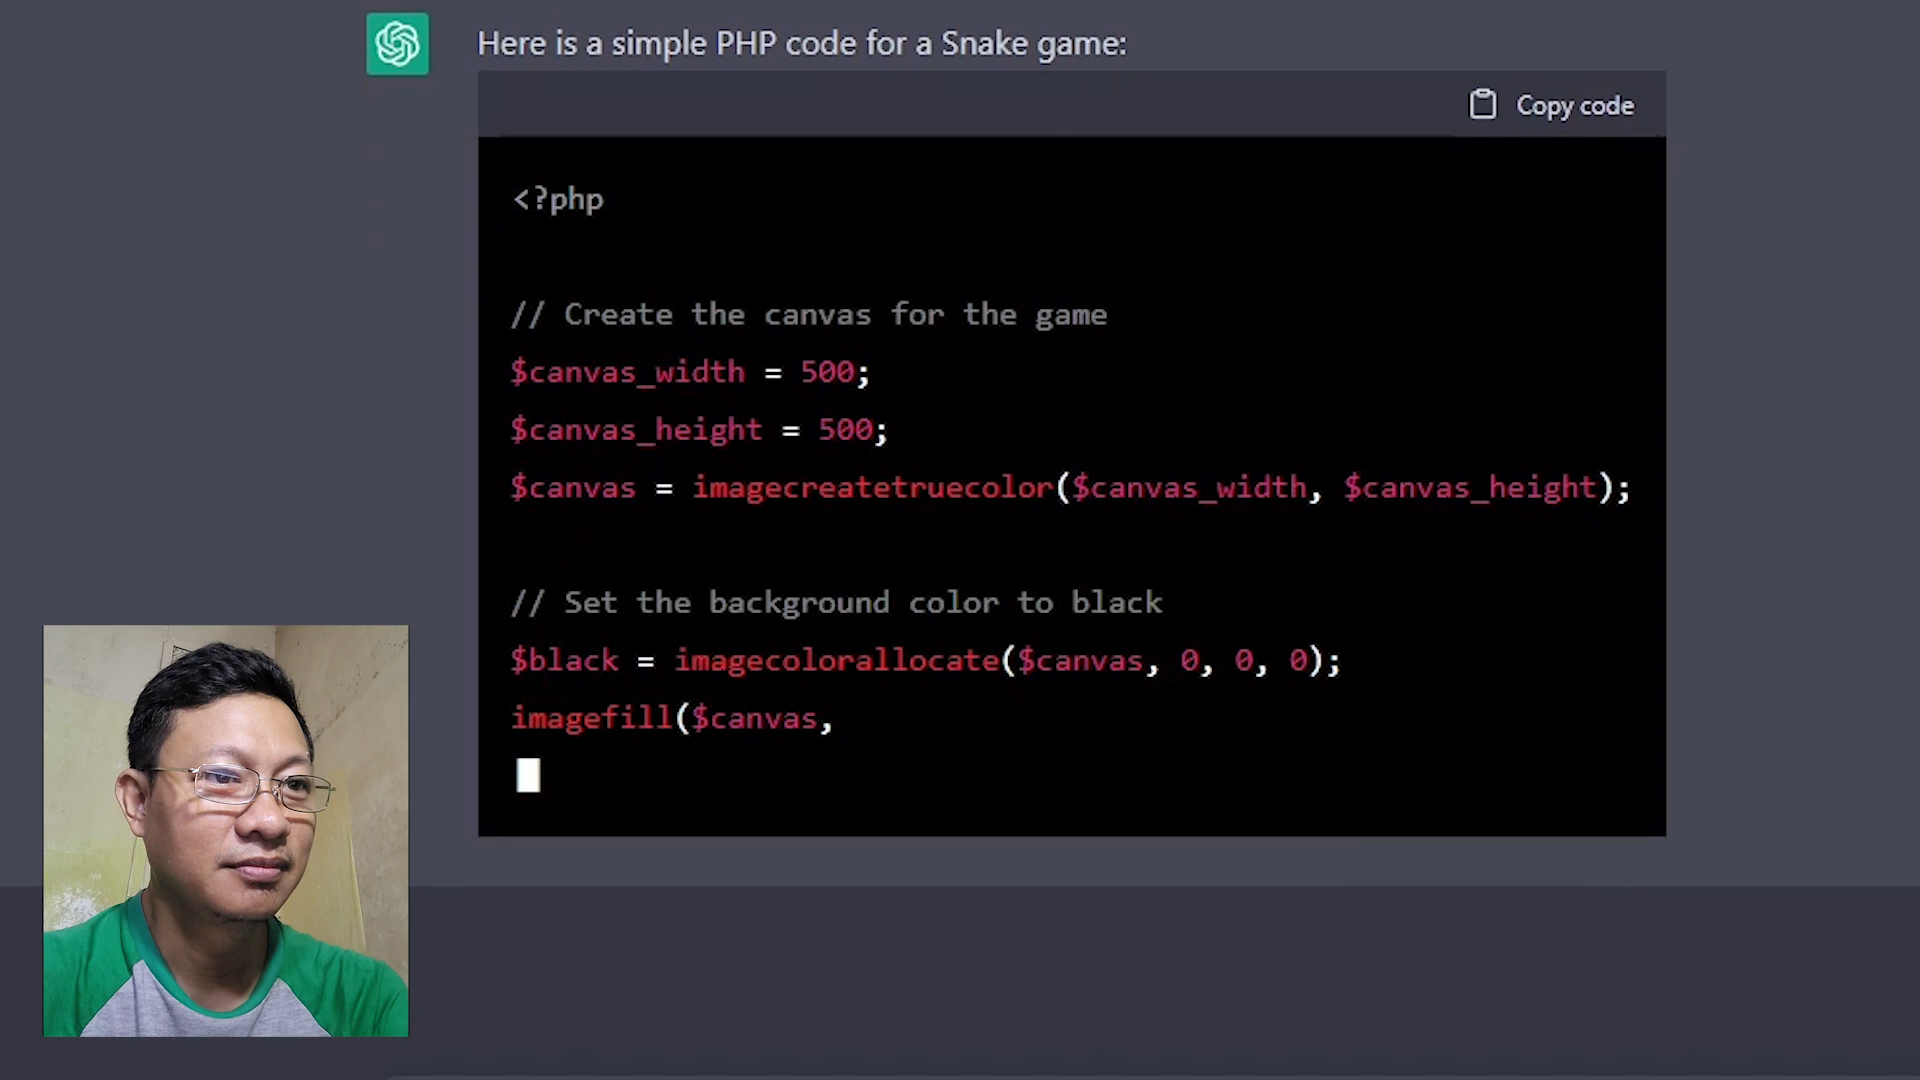 Here is a simple PHP code for a Snake game:
Copy code
<?php
// Create the canvas for the game
$canvas_width = 500;
$canvas_height = 500;
$canvas = imagecreatetruecolor($canvas_width, $canvas_height);
// Set the background color to black
$black = imagecolorallocate($canvas, 0, 0, 0);
imagefill($canvas,